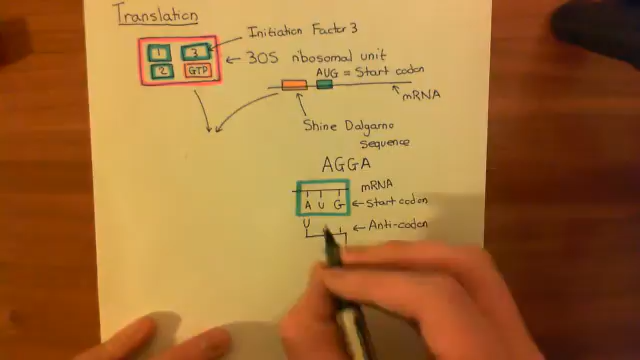 Translation
Initiation Factor 3
1 3
2 GTP
30S ribosomal unit
AUG = Start codon
mRNA
Shine Dalgarno
Sequence
AGGA
mRNA
A U G
Start codon
U
Anti-codon